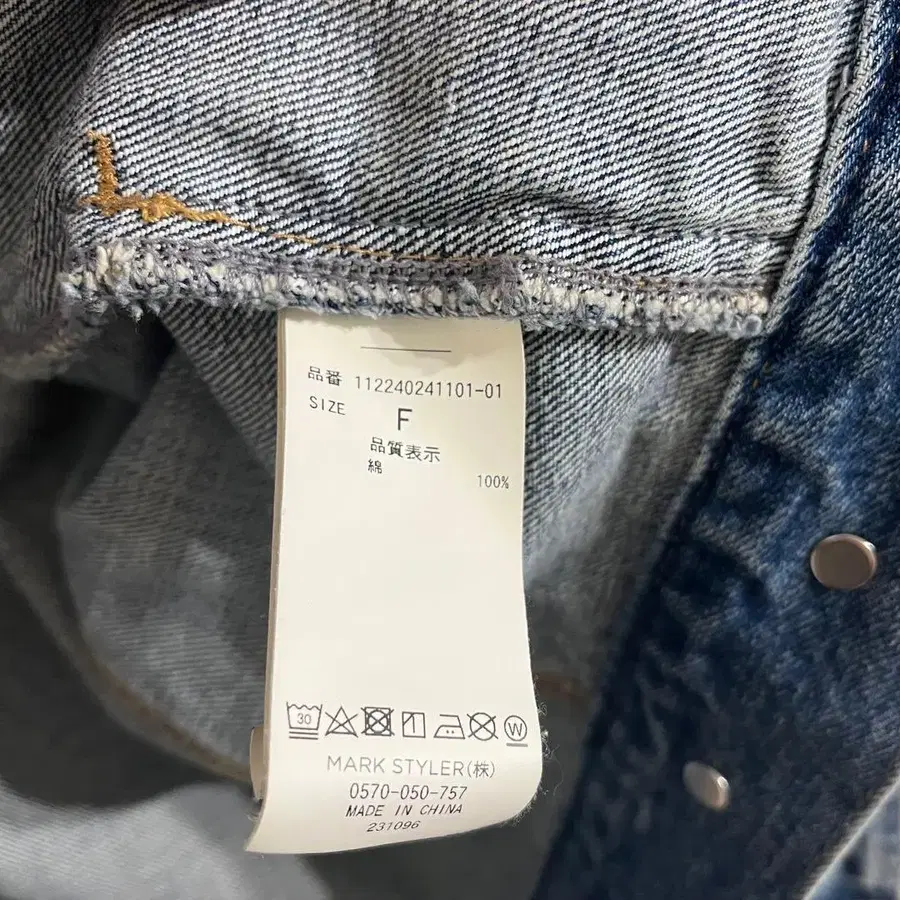 品番 112240241101-01
SIZE F
品質表示
綿 100%
30 W
MARK STYLER(株)
0570-050-757
MADE IN CHINA
231096